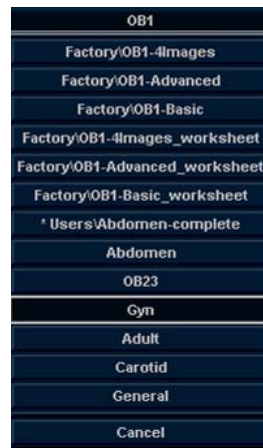 OB1
Factory\OB1-4Images
Factory\OB1-Advanced
Factory\OB1-Basic
Factory\OB1-4Images_worksheet
Factory\OB1-Advanced_worksheet
Factory\OB1-Basic_worksheet
* Users\Abdomen-complete
Abdomen
OB23
Gyn
Adult
Carotid
General
Cancel